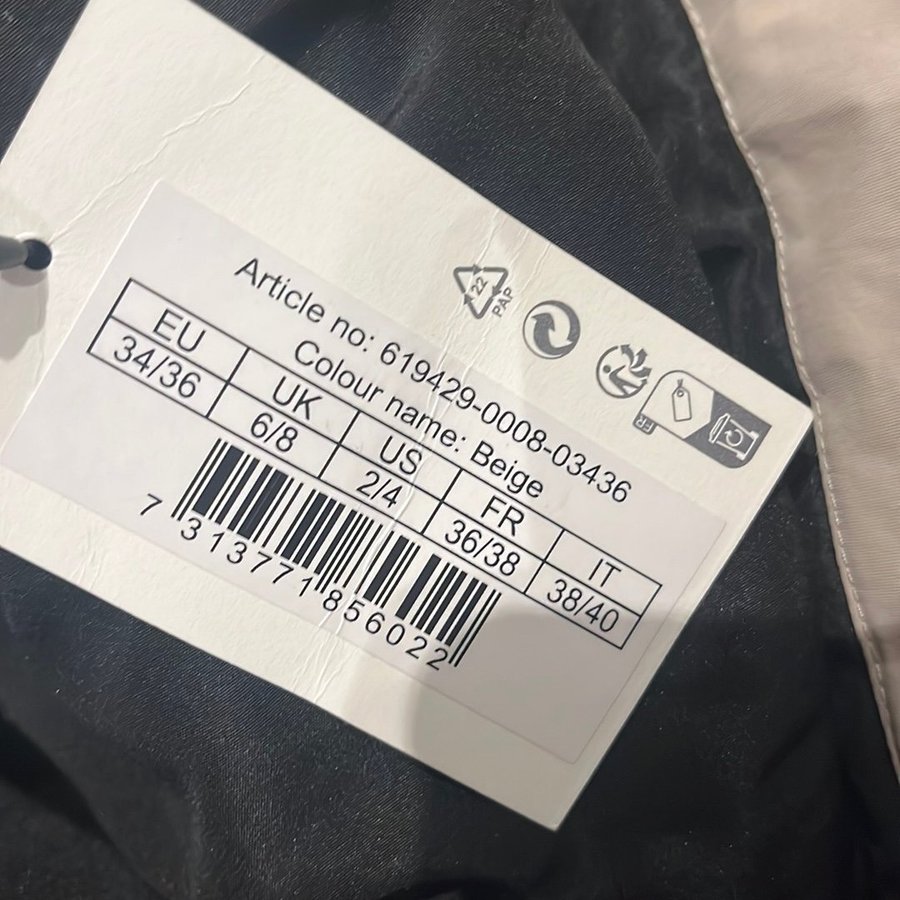 22
PAP
FR
Article no: 619429-0008-03436
Colour name: Beige
EU UK US FR IT
34/36 6/8 2/4 36/38 38/40
7 313771 856022